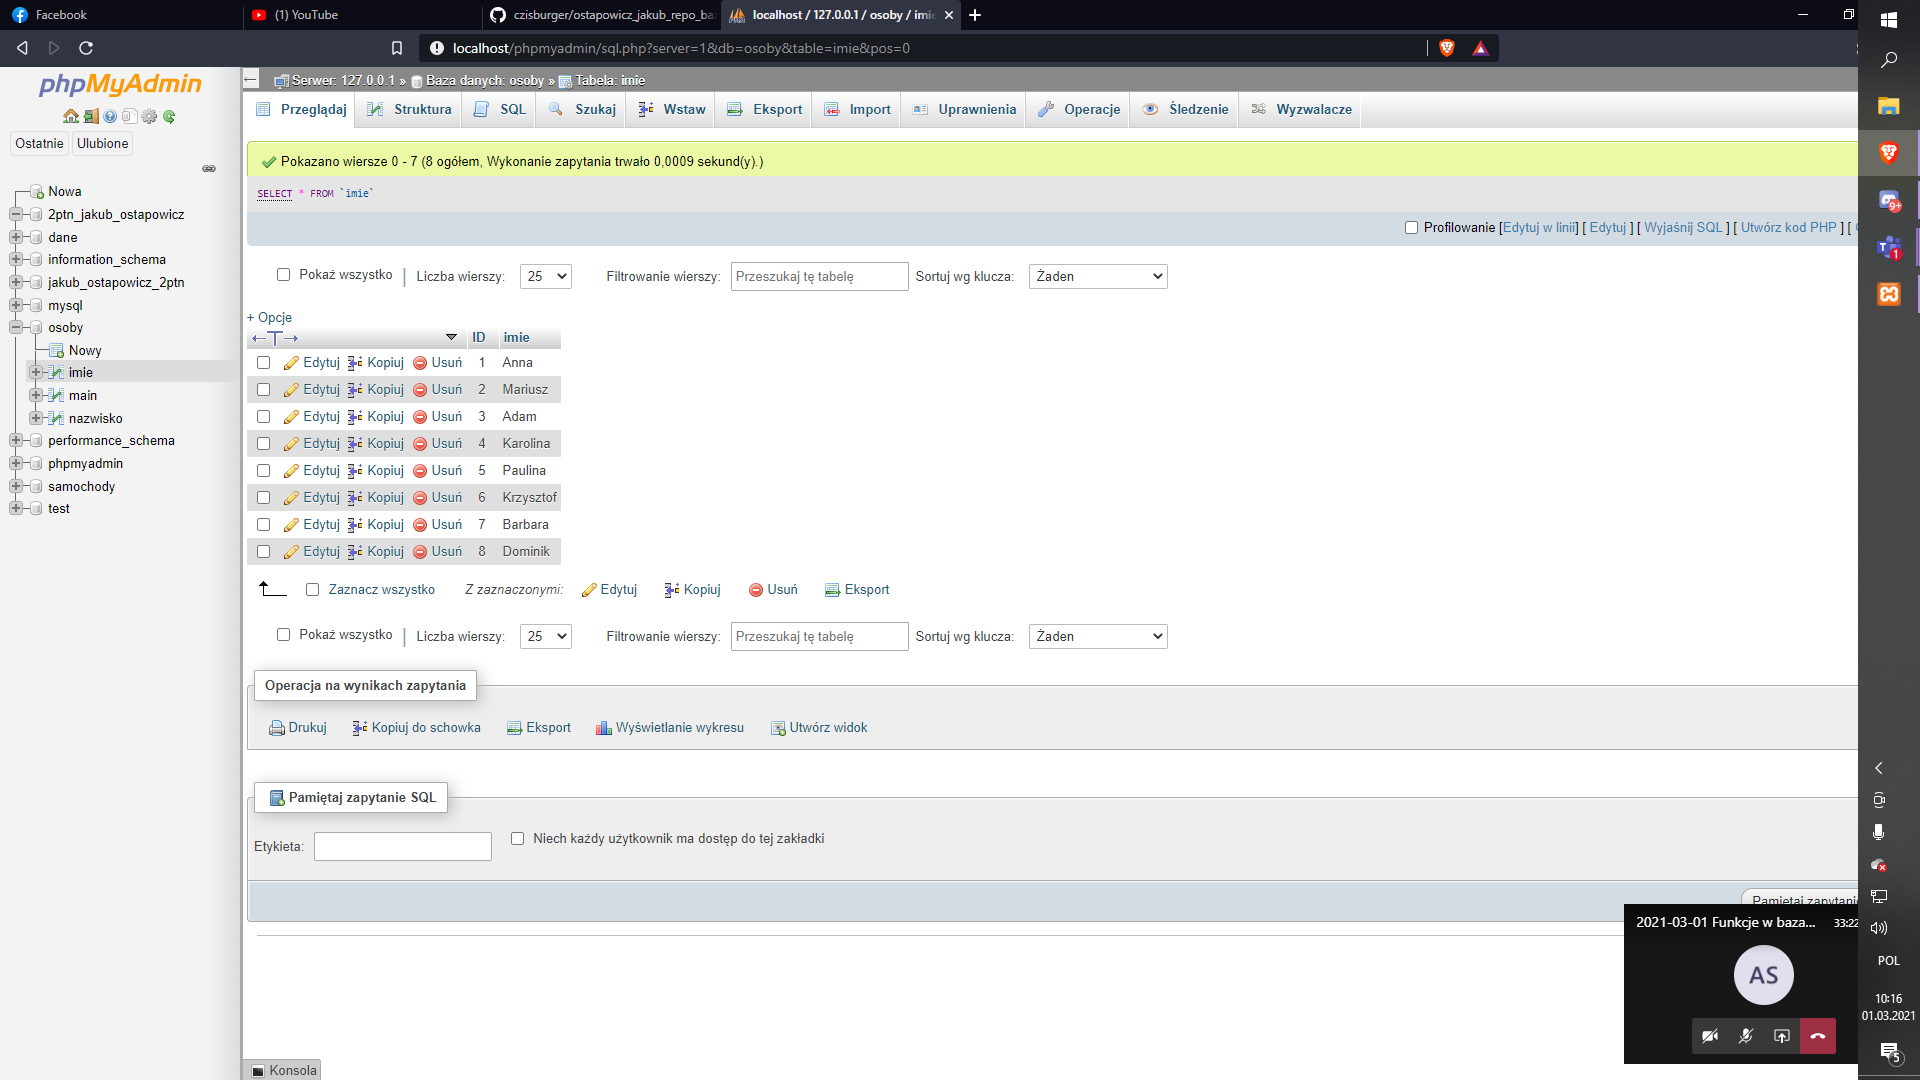 Facebook
(1) YouTube
czisburger/ostapowicz_jakub_repo_ba
localhost / 127.0.0.1 / osoby / imie
localhost/phpmyadmin/sql.php?server=1&db=osoby&table=imie&pos=0
phpMyAdmin
Ostatnie
Ulubione
Nowa
2ptn_jakub_ostapowicz
dane
information_schema
jakub_ostapowicz_2ptn
mysql
osoby
Nowy
imie
main
nazwisko
performance_schema
phpmyadmin
samochody
test
Serwer: 127.0.0.1 » Baza danych: osoby » Tabela: imie
Przeglądaj
Struktura
SQL
Szukaj
Wstaw
Eksport
Import
Uprawnienia
Operacje
Śledzenie
Wyzwalacze
Pokazano wiersze 0 - 7 (8 ogółem, Wykonanie zapytania trwało 0,0009 sekund(y).)
SELECT * FROM `imie`
Profilowanie [Edytuj w linii] [ Edytuj ] [ Wyjaśnij SQL ] [ Utwórz kod PHP ] [
Pokaż wszystko | Liczba wierszy: 25 Filtrowanie wierszy: Przeszukaj tę tabelę Sortuj wg klucza: Żaden
+ Opcje
←T→ ID imie
Edytuj Kopiuj Usuń 1 Anna
Edytuj Kopiuj Usuń 2 Mariusz
Edytuj Kopiuj Usuń 3 Adam
Edytuj Kopiuj Usuń 4 Karolina
Edytuj Kopiuj Usuń 5 Paulina
Edytuj Kopiuj Usuń 6 Krzysztof
Edytuj Kopiuj Usuń 7 Barbara
Edytuj Kopiuj Usuń 8 Dominik
Zaznacz wszystko Z zaznaczonymi: Edytuj Kopiuj Usuń Eksport
Pokaż wszystko | Liczba wierszy: 25 Filtrowanie wierszy: Przeszukaj tę tabelę Sortuj wg klucza: Żaden
Operacja na wynikach zapytania
Drukuj Kopiuj do schowka Eksport Wyświetlanie wykresu Utwórz widok
Pamiętaj zapytanie SQL
Etykieta: Niech każdy użytkownik ma dostęp do tej zakładki
Pamiętaj zapytanie
Konsola
2021-03-01 Funkcje w baza... 33:22
AS
9+
1
POL
10:16
01.03.2021
5